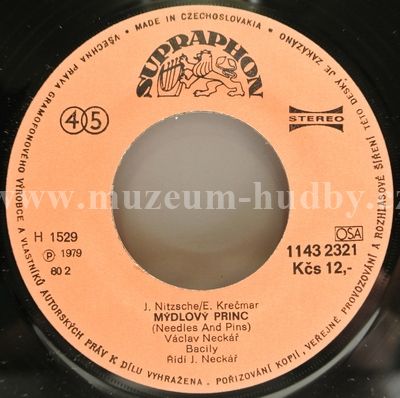 VŠECHNA PRÁVA GRAMOFONOVÉHO VÝROBCE A VLASTNÍKŮ AUTORSKÝCH PRÁV K DÍLU VYHRAŽENA. POŘIZOVÁNÍ KOPIÍ, VEŘEJNÉ PROVOZOVÁNÍ A ROZHLASOVÉ ŠÍŘENÍ TÉTO DESKY JE ZAKÁZÁNO • MADE IN CZECHOSLOVAKIA •
SUPRAPHON
45
STEREO
www.muzeum-hudby.cz
H 1529
Ⓟ 1979
80 2
OSA
1143 2321
Kčs 12,-
J. Nitzsche/E. Krečmar
MÝDLOVÝ PRINC
(Needles And Pins)
Václav Neckář
Bacily
Řídí J. Neckář